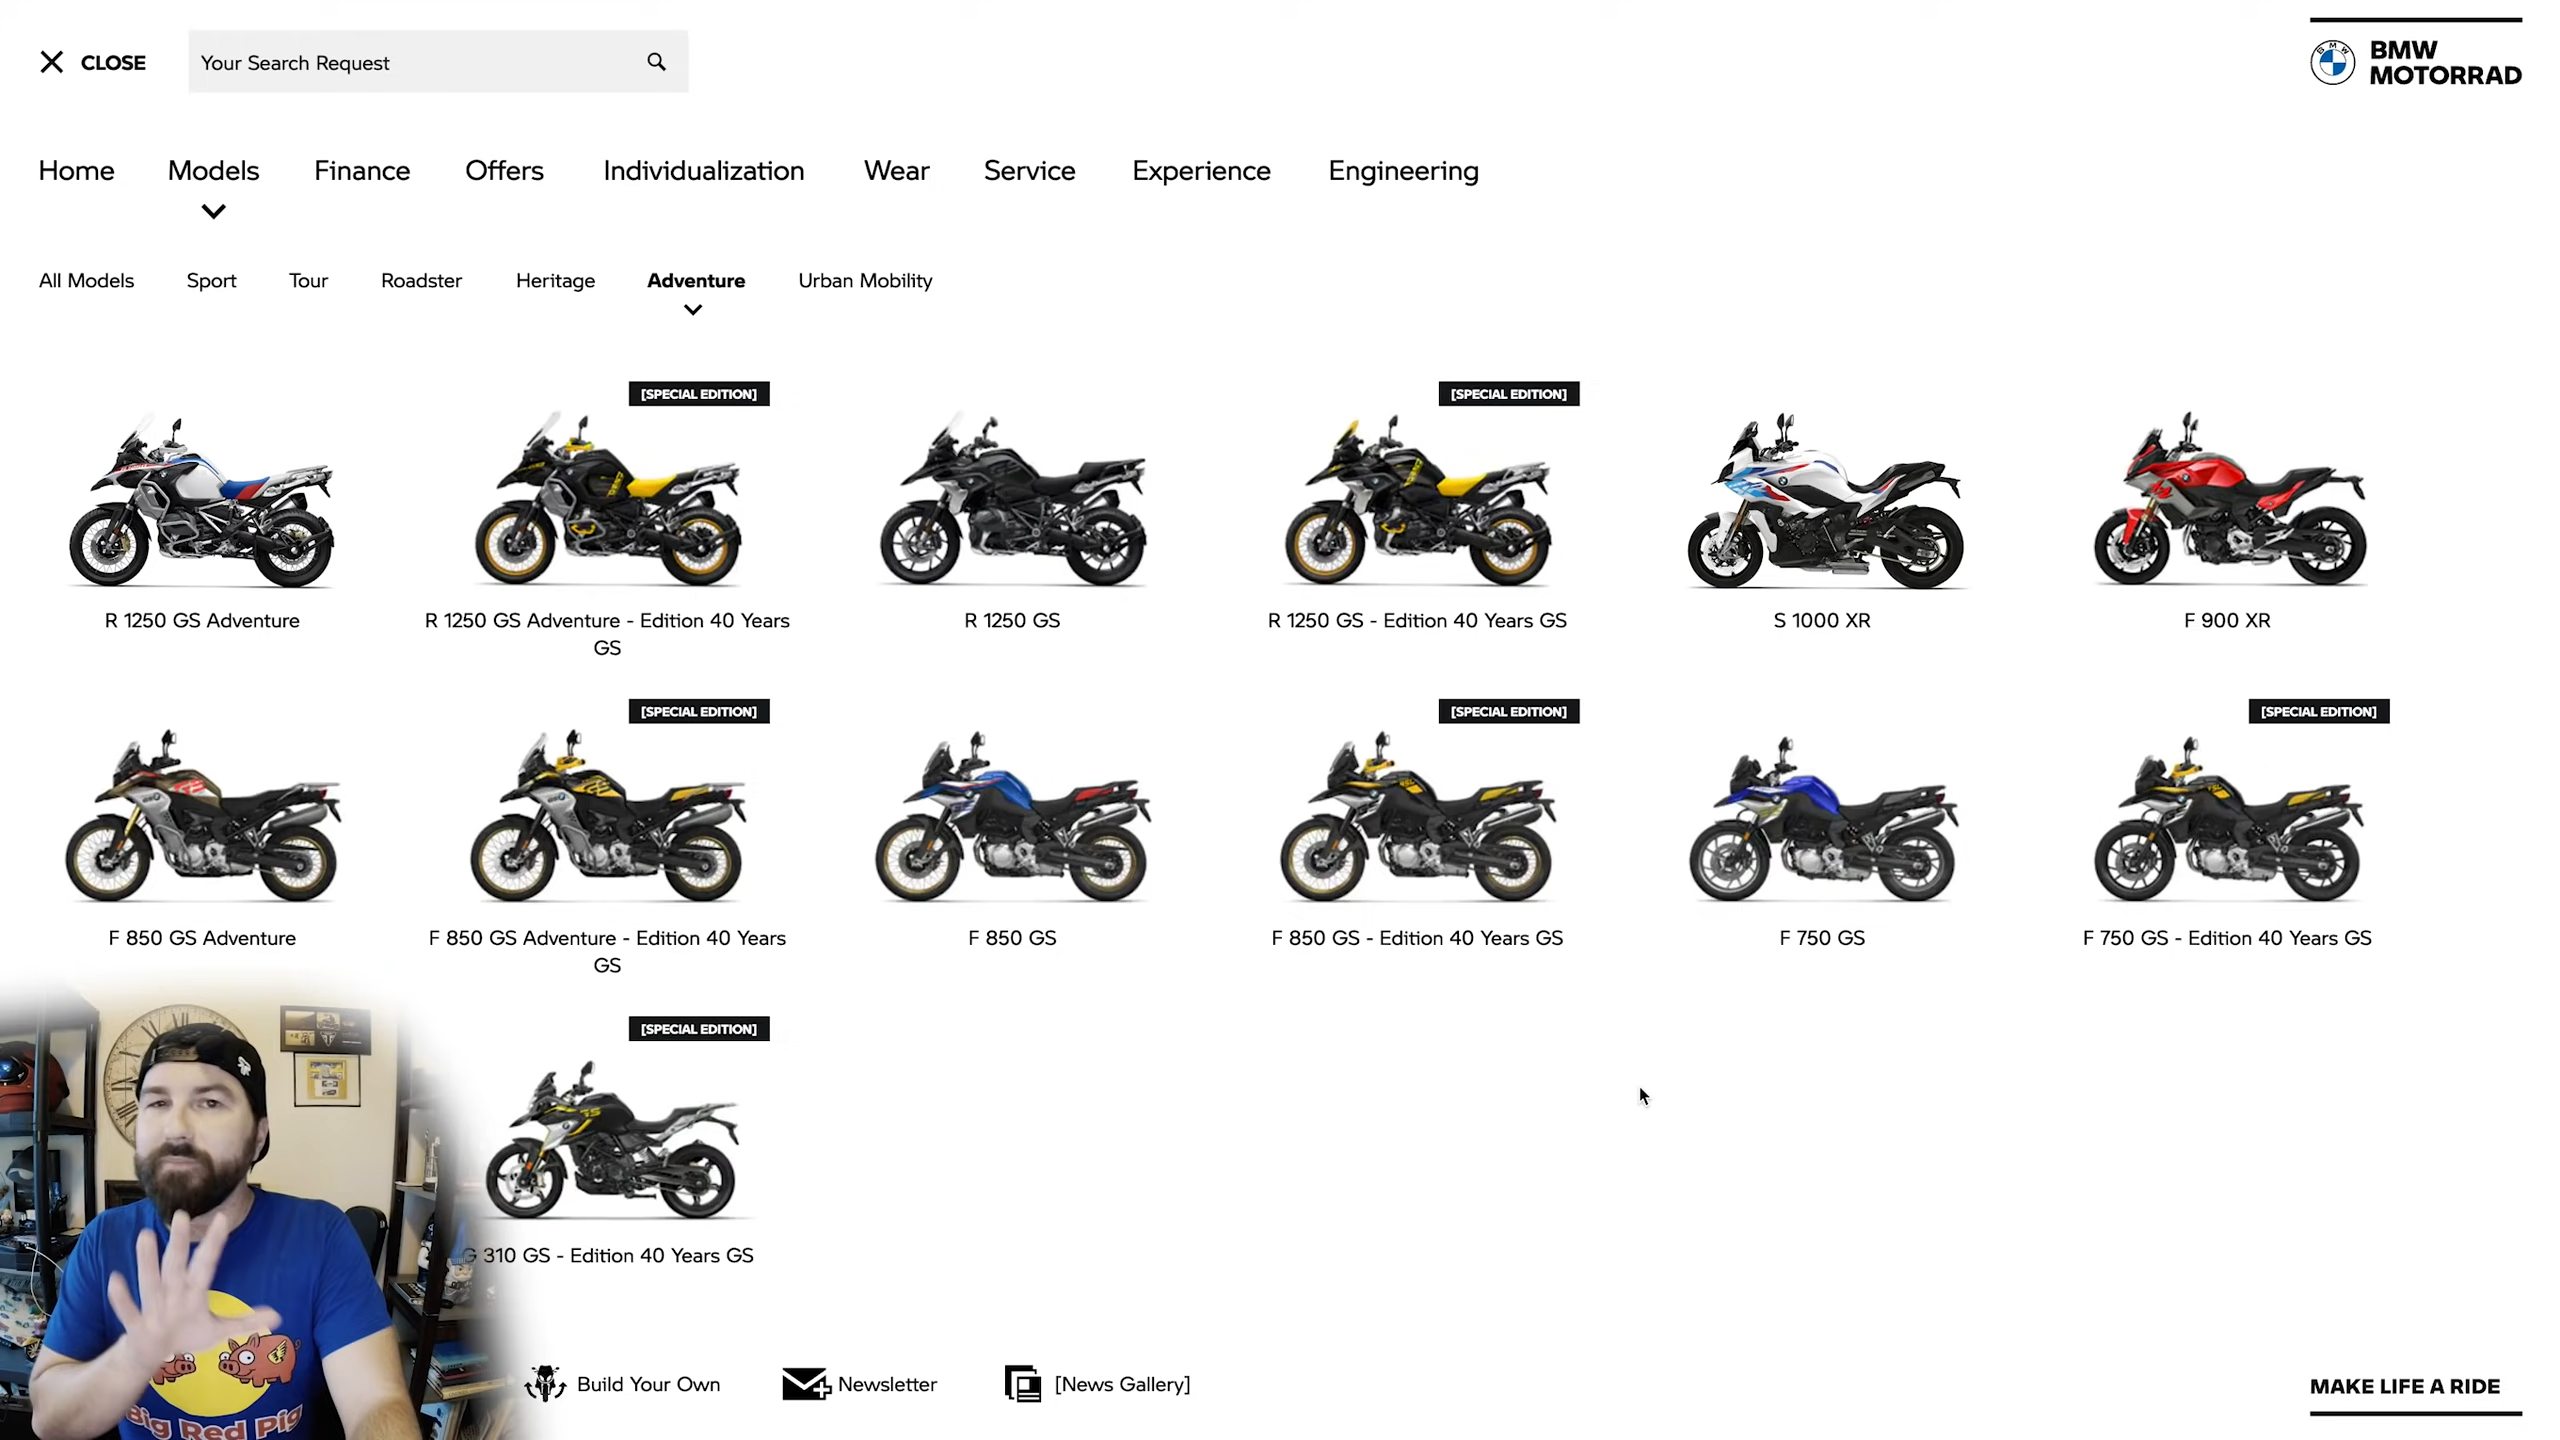 CLOSE
Your Search Request
BMW
MOTORRAD
Home Models Finance Offers Individualization Wear Service Experience Engineering
All Models Sport Tour Roadster Heritage Adventure Urban Mobility
[SPECIAL EDITION] [SPECIAL EDITION]
R 1250 GS Adventure R 1250 GS Adventure - Edition 40 Years R 1250 GS R 1250 GS - Edition 40 Years GS S 1000 XR F 900 XR
GS
[SPECIAL EDITION] [SPECIAL EDITION] [SPECIAL EDITION]
F 850 GS Adventure F 850 GS Adventure - Edition 40 Years F 850 GS F 850 GS - Edition 40 Years GS F 750 GS F 750 GS - Edition 40 Years GS
GS
[SPECIAL EDITION]
G 310 GS - Edition 40 Years GS
Build Your Own Newsletter [News Gallery]
MAKE LIFE A RIDE
Big Red Pig